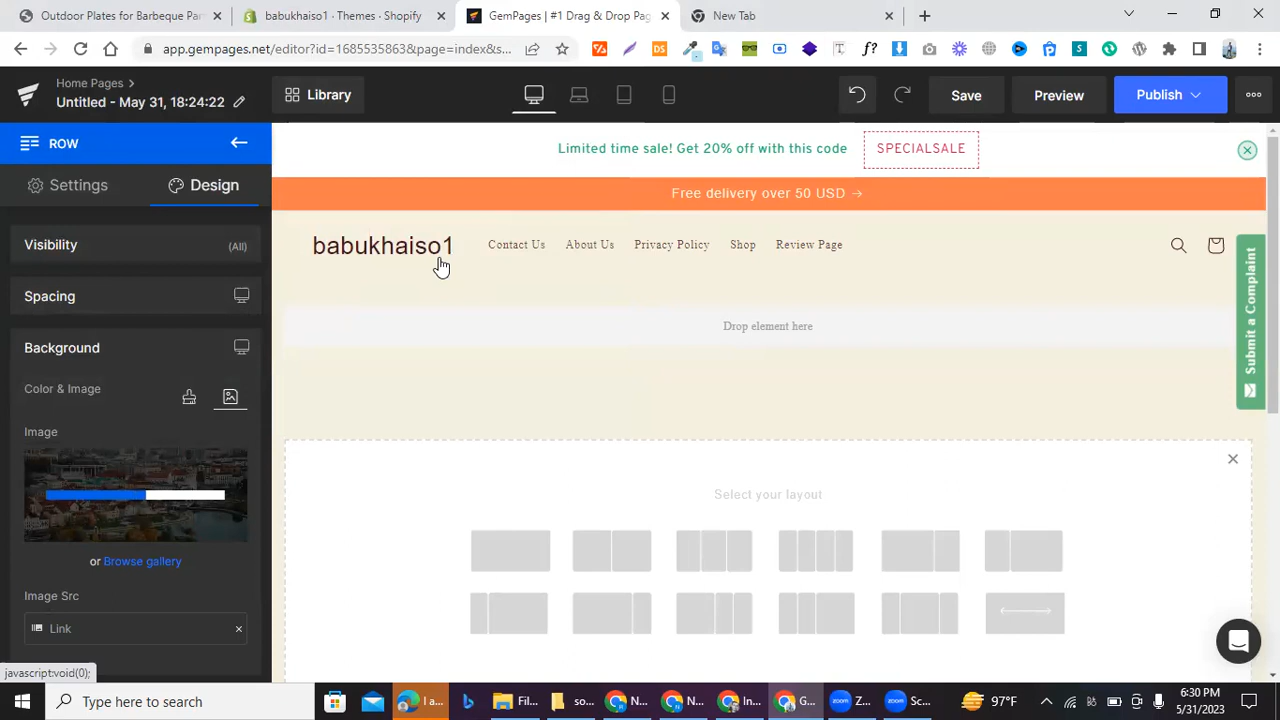 Outdoor Plates for Barbeque Pa
babukhaiso1 · Themes · Shopify
GemPages | #1 Drag & Drop Pag
New Tab
app.gempages.net/editor?id=1685535863&page=index&s...
Home Pages
Untitled - May 31, 18:24:22
Library
Save
Preview
Publish
ROW
Settings
Design
Visibility
(All)
Spacing
Background
Color & Image
Image
or Browse gallery
Image Src
Link
javascript:void(0);
Limited time sale! Get 20% off with this code
SPECIALSALE
Free delivery over 50 USD →
babukhaiso1
Contact Us
About Us
Privacy Policy
Shop
Review Page
Submit a Complaint
Drop element here
Select your layout
Type here to search
I a...
Fil...
so...
N...
N...
In...
G...
Z...
Sc...
97°F
6:30 PM
5/31/2023